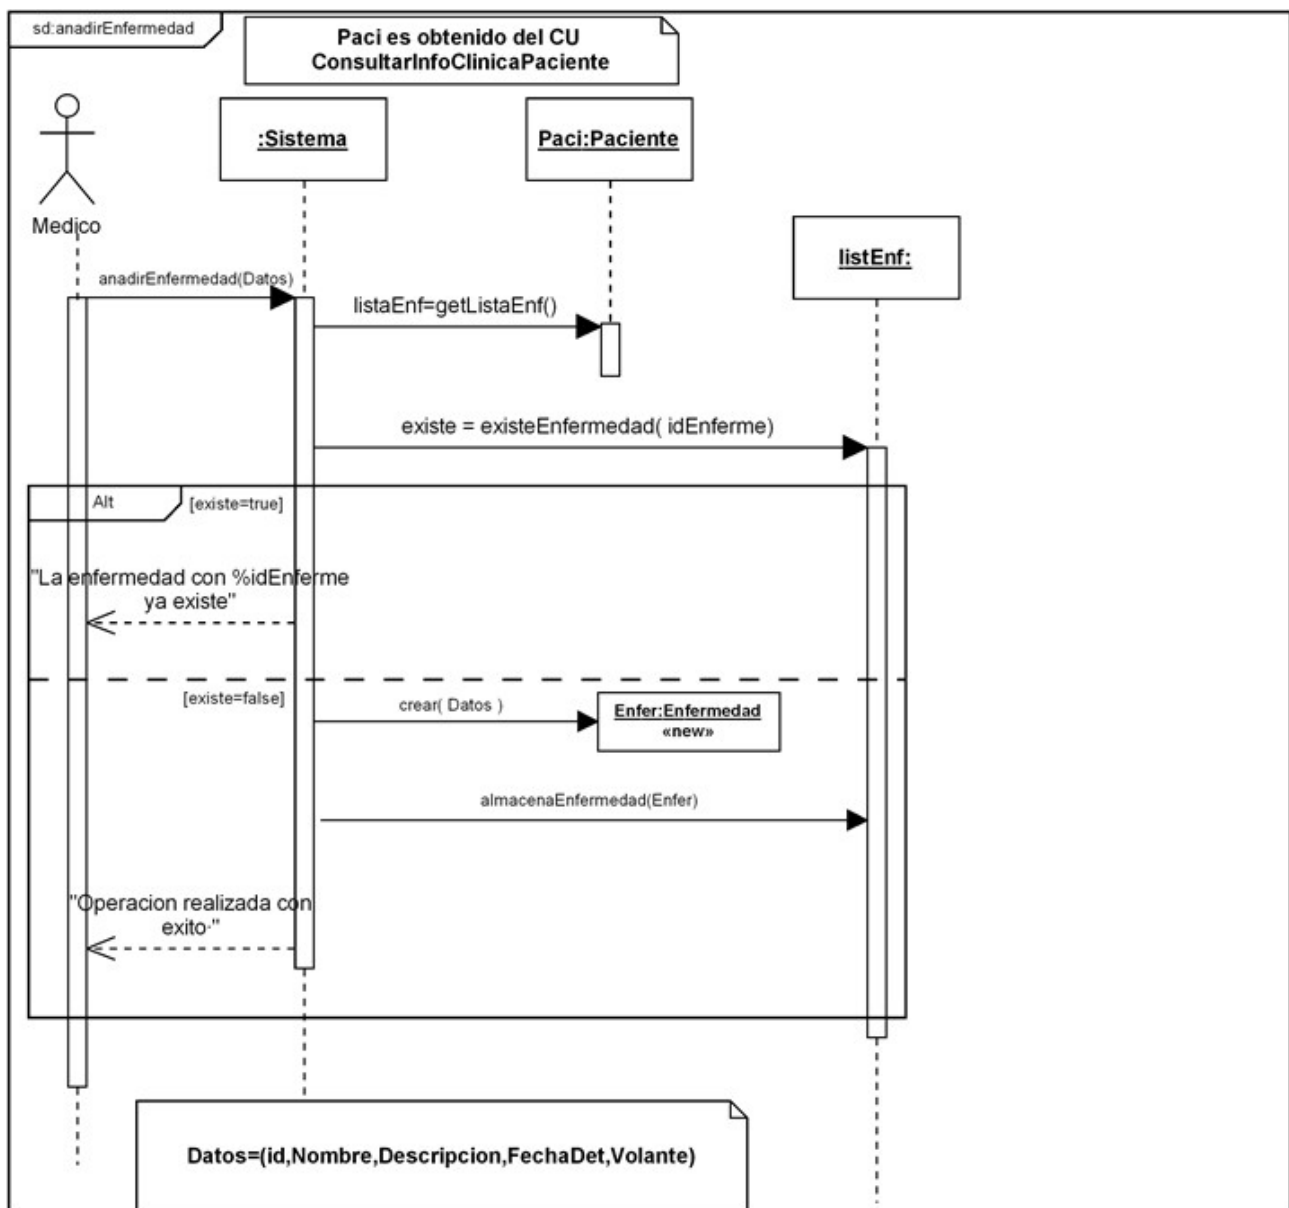 sd:anadirEnfermedad
Paci es obtenido del CU
ConsultarInfoClinicaPaciente
:Sistema
Paci:Paciente
Medico
listEnf:
anadirEnfermedad(Datos)
listaEnf=getListaEnf()
existe = existeEnfermedad( idEnferme)
Alt
[existe=true]
"La enfermedad con %idEnferme
ya existe"
[existe=false]
crear( Datos )
Enfer:Enfermedad
«new»
almacenaEnfermedad(Enfer)
"Operacion realizada con
exito·"
Datos=(id,Nombre,Descripcion,FechaDet,Volante)